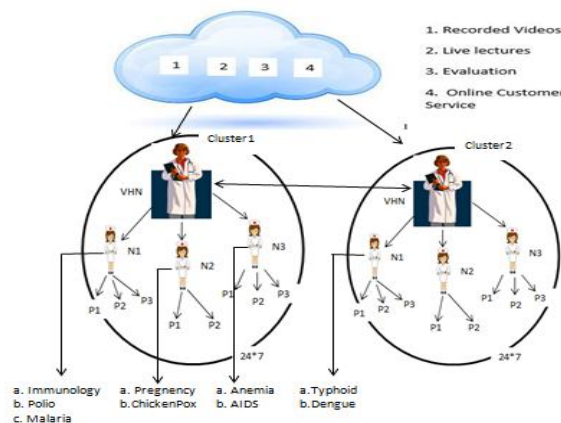 1 2 3 4
1. Recorded Videos
2. Live lectures
3. Evaluation
4. Online Customer
Service
Cluster1
Cluster2
VHN
N1
N2
N3
P1
P2
P3
P1
P2
P1
P2
P3
24*7
VHN
N1
N2
N3
P1
P2
P3
P1
P2
P1
P2
P3
24*7
a. Immunology
b. Polio
c. Malaria
a. Pregnency
b.ChickenPox
a. Anemia
b. AIDS
a.Typhoid
b.Dengue